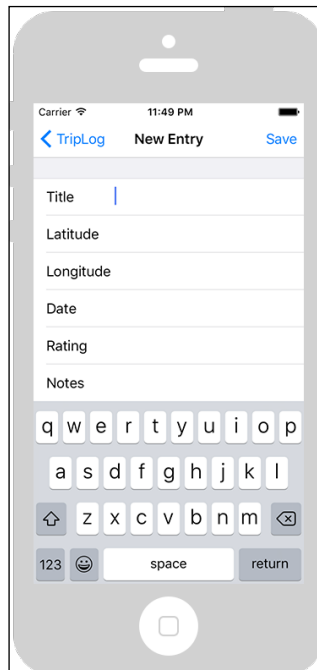 Carrier 11:49 PM
TripLog New Entry Save
Title
Latitude
Longitude
Date
Rating
Notes
q w e r t y u i o p
a s d f g h j k l
z x c v b n m
123 space return